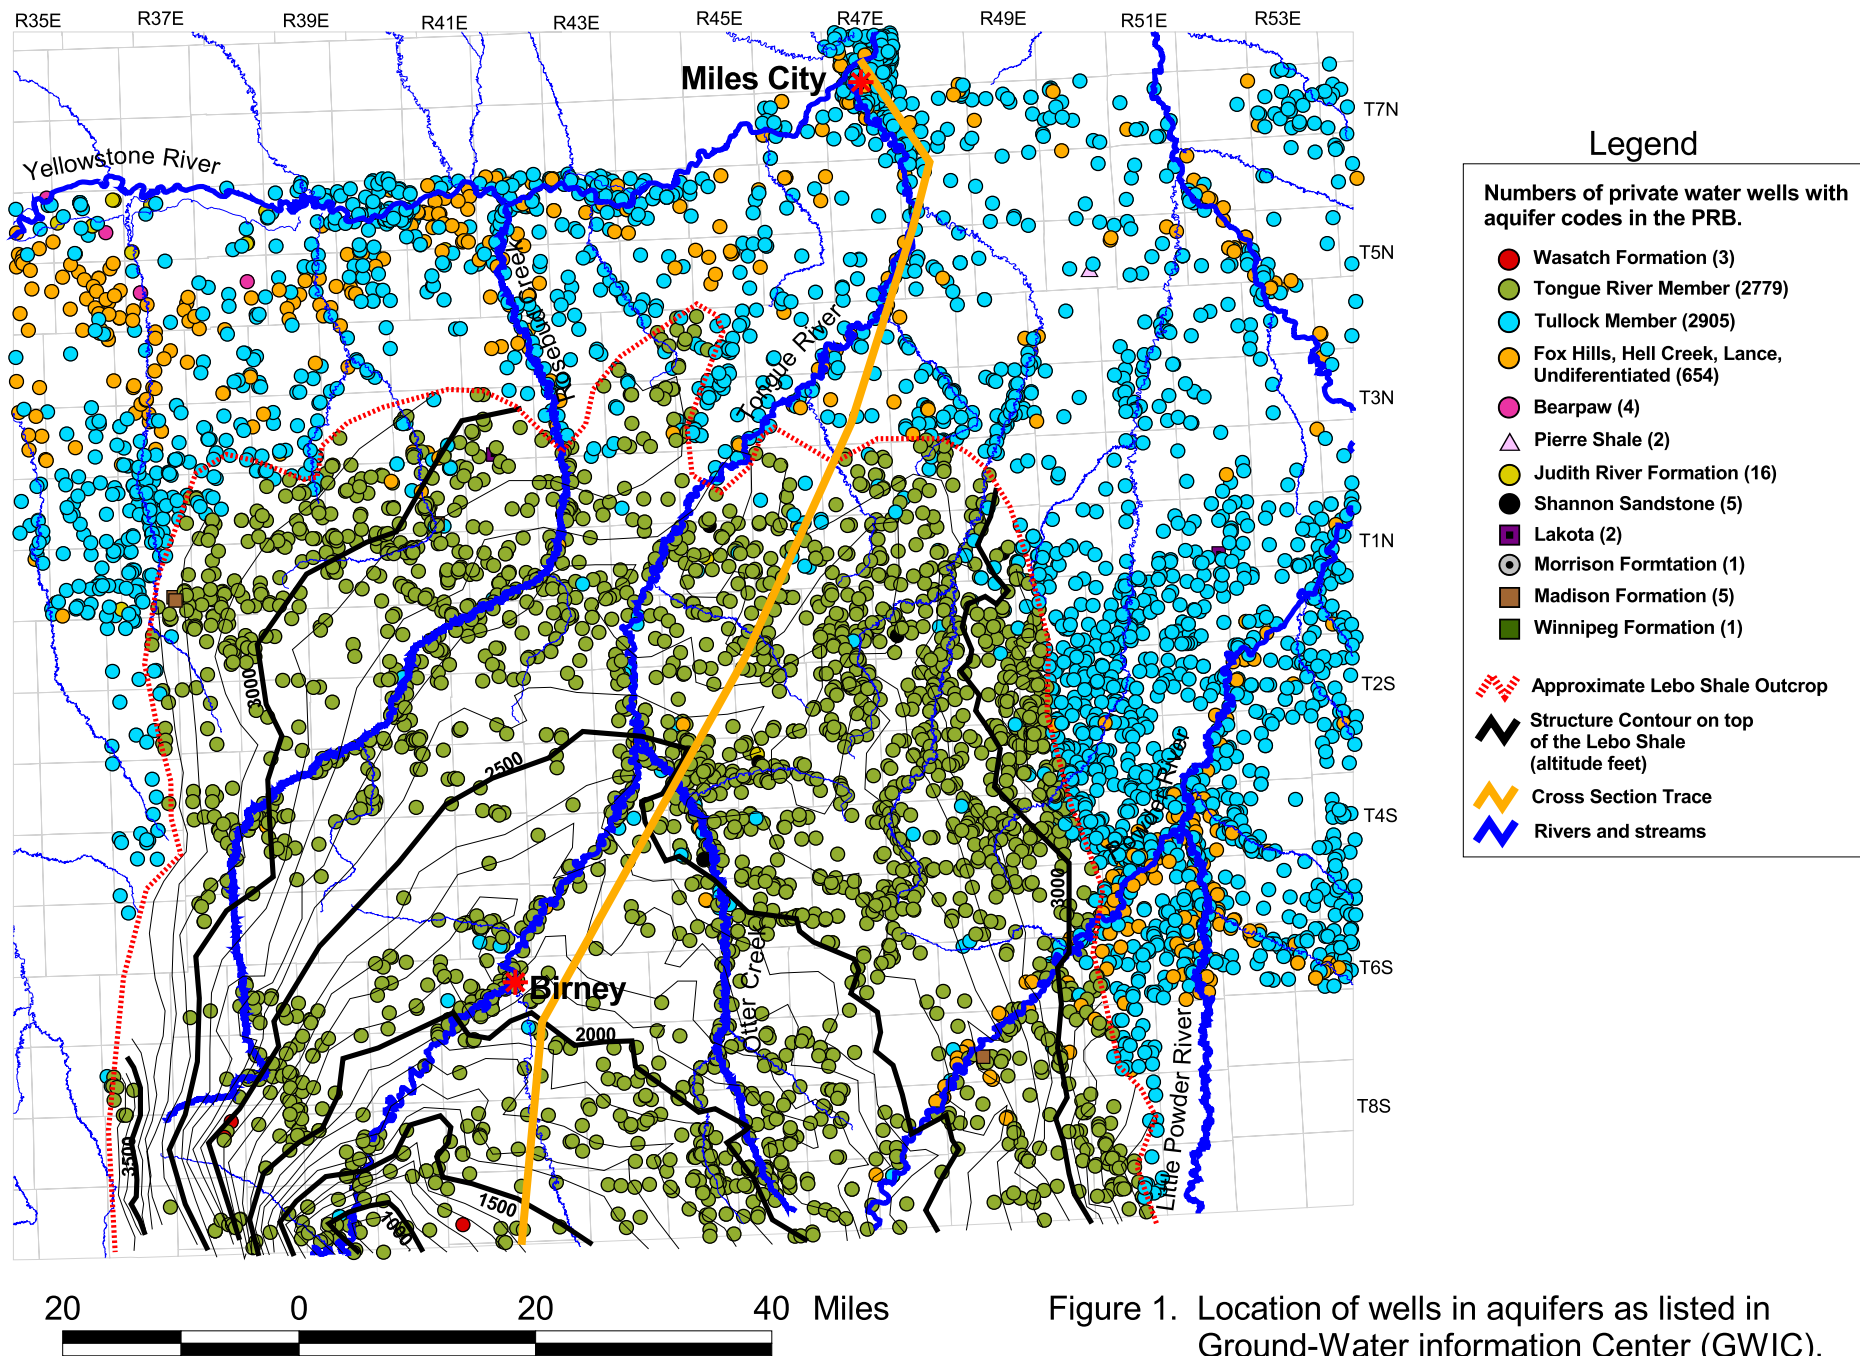 R35E
R37E
R39E
R41E
R43E
R45E
R47E
R49E
R51E
R53E
Miles City
T7N
Yellowstone River
T5N
Rosebud Creek
Tongue River
T3N
T1N
T2S
3000
2500
Powder River
T4S
3000
T6S
Birney
Otter Creek
2000
Little Powder River
T8S
3500
1500
1000
Legend
Numbers of private water wells with
aquifer codes in the PRB.
Wasatch Formation (3)
Tongue River Member (2779)
Tullock Member (2905)
Fox Hills, Hell Creek, Lance,
Undiferentiated (654)
Bearpaw (4)
Pierre Shale (2)
Judith River Formation (16)
Shannon Sandstone (5)
Lakota (2)
Morrison Formtation (1)
Madison Formation (5)
Winnipeg Formation (1)
Approximate Lebo Shale Outcrop
Structure Contour on top
of the Lebo Shale
(altitude feet)
Cross Section Trace
Rivers and streams
20 0 20 40 Miles
Figure 1. Location of wells in aquifers as listed in
Ground-Water information Center (GWIC).